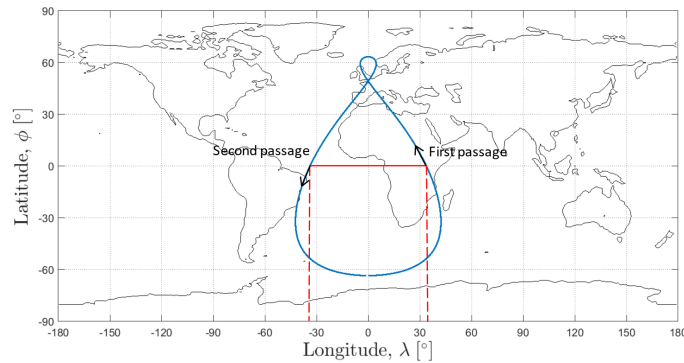 90
60
30
0
-30
-60
-90
Latitude, ϕ [°]
Second passage
First passage
-180 -150 -120 -90 -60 -30 0 30 60 90 120 150 180
Longitude, λ [°]